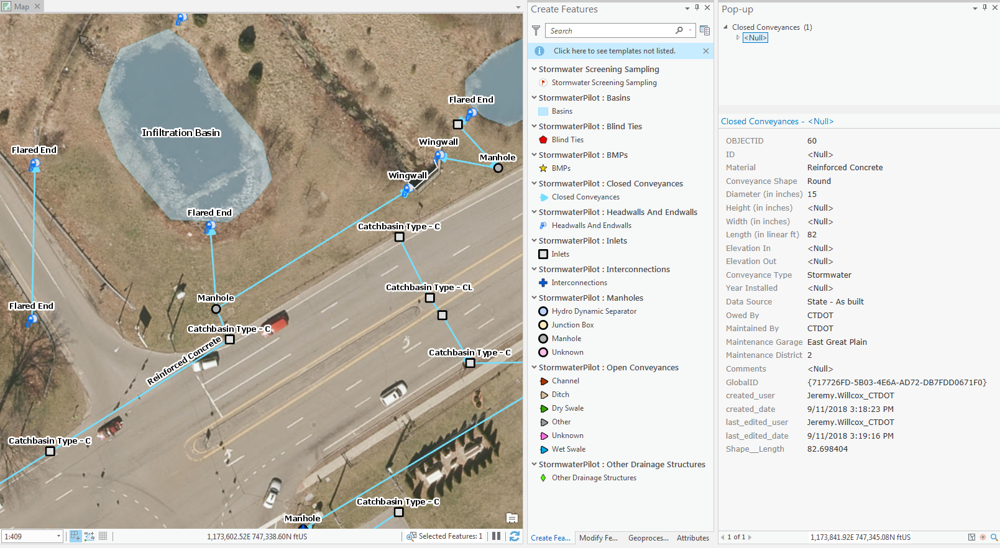 Map
Flared End
Wingwall
Manhole
Infiltration Basin
Flared End
Wingwall
Flared End
Catchbasin Type - C
Catchbasin Type - CL
Manhole
Flared End
Catchbasin Type - C
Catchbasin Type - C
Reinforced Concrete
Catchbasin Type - C
Catchbasin Type - C
Manhole
1:409
1,173,602.52E 747,338.60N ftUS
Selected Features: 1
Create Features
Search
Click here to see templates not listed.
Stormwater Screening Sampling
Stormwater Screening Sampling
StormwaterPilot : Basins
Basins
StormwaterPilot : Blind Ties
Blind Ties
StormwaterPilot : BMPs
BMPs
StormwaterPilot : Closed Conveyances
Closed Conveyances
StormwaterPilot : Headwalls And Endwalls
Headwalls And Endwalls
StormwaterPilot : Inlets
Inlets
StormwaterPilot : Interconnections
Interconnections
StormwaterPilot : Manholes
Hydro Dynamic Separator
Junction Box
Manhole
Unknown
StormwaterPilot : Open Conveyances
Channel
Ditch
Dry Swale
Other
Unknown
Wet Swale
StormwaterPilot : Other Drainage Structures
Other Drainage Structures
Create Fea... Modify Fe... Geoproces... Attributes
Pop-up
Closed Conveyances (1)
<Null>
Closed Conveyances - <Null>
OBJECTID 60
ID <Null>
Material Reinforced Concrete
Conveyance Shape Round
Diameter (in inches) 15
Height (in inches) <Null>
Width (in inches) <Null>
Length (in linear ft) 82
Elevation In <Null>
Elevation Out <Null>
Conveyance Type Stormwater
Year Installed <Null>
Data Source State - As built
Owed By CTDOT
Maintained By CTDOT
Maintenance Garage East Great Plain
Maintenance District 2
Comments <Null>
GlobalID {717726FD-5B03-4E6A-AD72-DB7FDD0671F0}
created_user Jeremy.Willcox_CTDOT
created_date 9/11/2018 3:18:23 PM
last_edited_user Jeremy.Willcox_CTDOT
last_edited_date 9/11/2018 3:19:16 PM
Shape__Length 82.698404
1 of 1
1,173,841.92E 747,345.08N ftUS